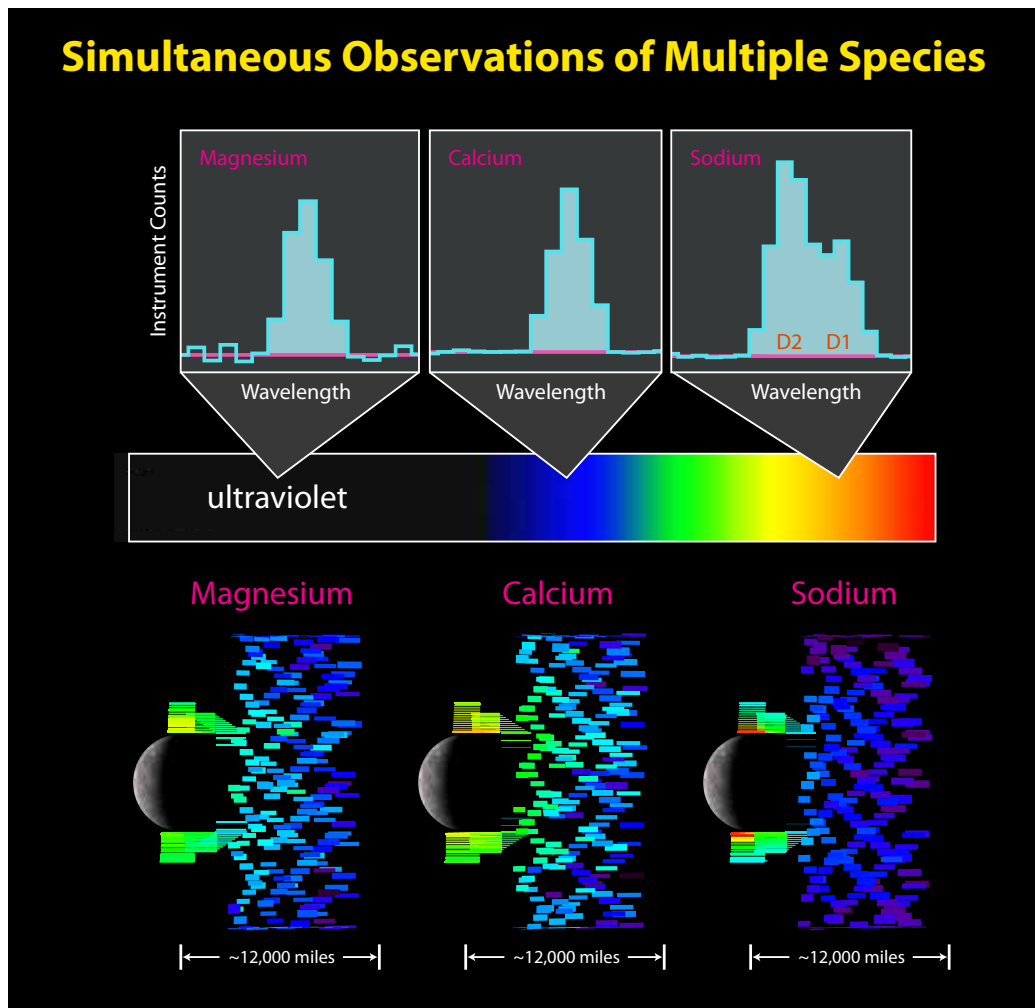 Simultaneous Observations of Multiple Species
Magnesium
Calcium
Sodium
Instrument Counts
D2
D1
Wavelength
Wavelength
Wavelength
ultraviolet
Magnesium
Calcium
Sodium
~12,000 miles
~12,000 miles
~12,000 miles